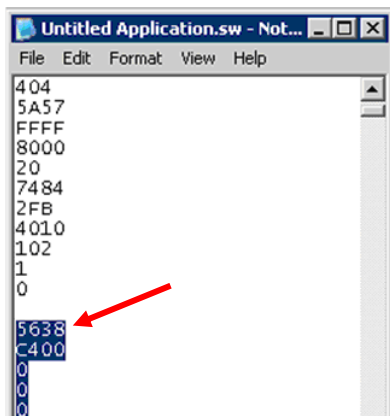 Untitled Application.sw - Not...
File Edit Format View Help
404
5A57
FFFF
8000
20
7484
2FB
4010
102
1
0
5638
C400
0
0
0